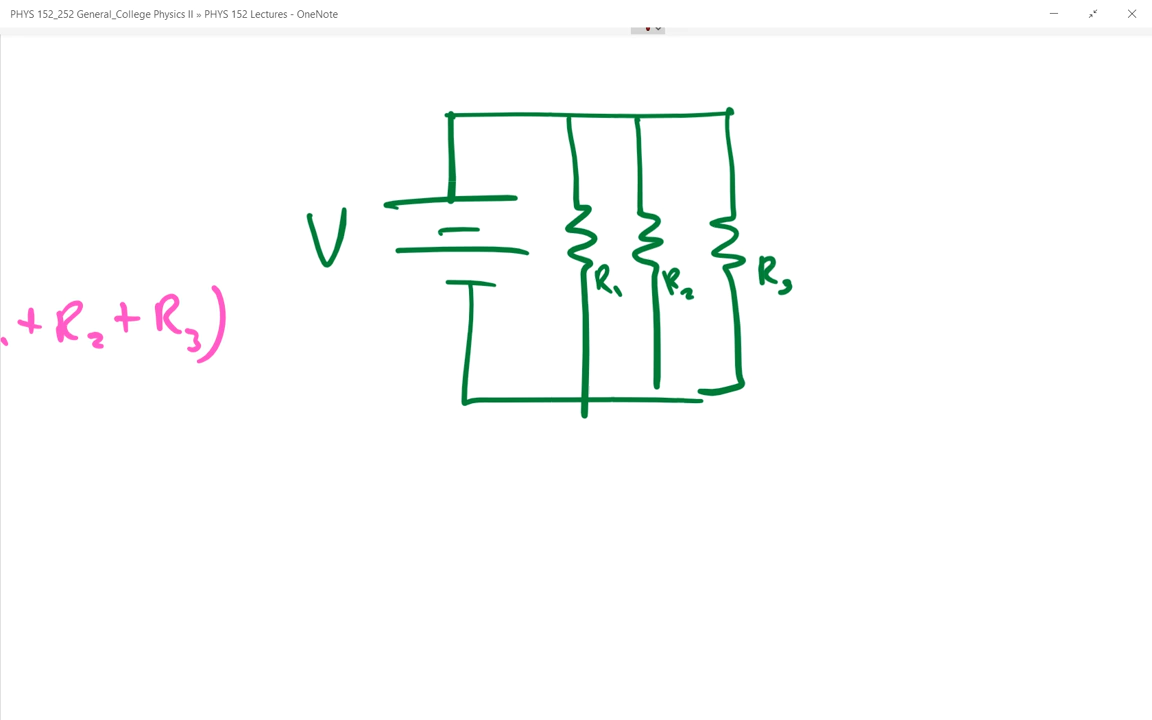 PHYS 152_252 General_College Physics II » PHYS 152 Lectures - OneNote
V
R₁ R₂ R₃
+ R₂ + R₃)